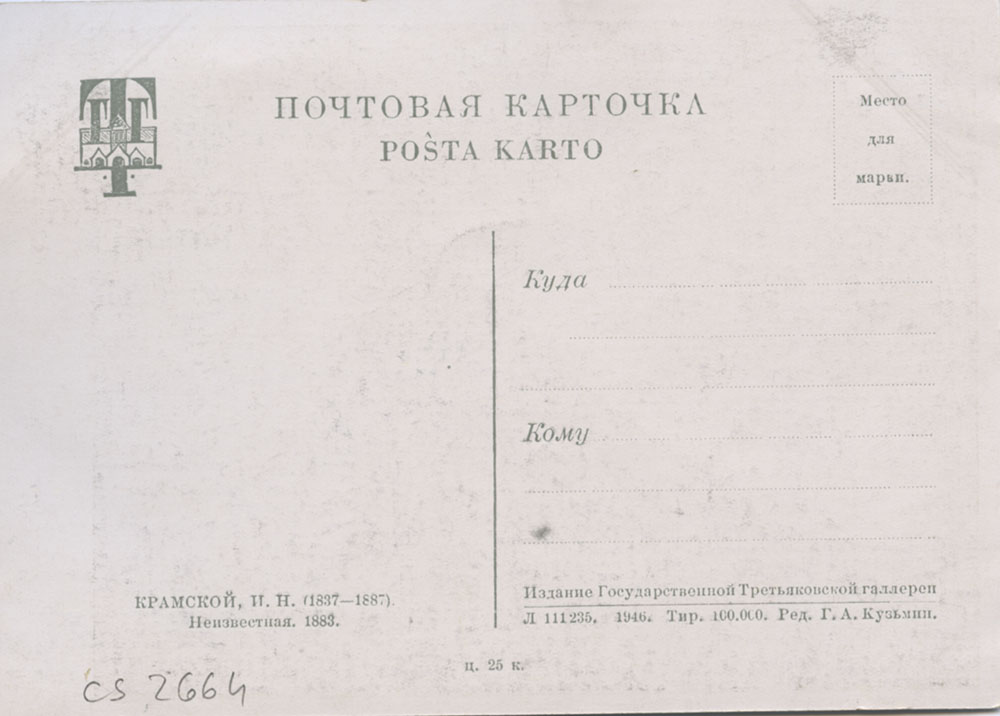 ПОЧТОВАЯ КАРТОЧКА
POŜTA KARTO
Место
для
марки.
Куда
Кому
КРАМСКОЙ, И. Н. (1837—1887).
Неизвестная. 1883.
Издание Государственной Третьяковской галлереи
Л 111235. 1946. Тир. 100.000. Ред. Г. А. Кузьмин.
ц. 25 к.
CS 2664